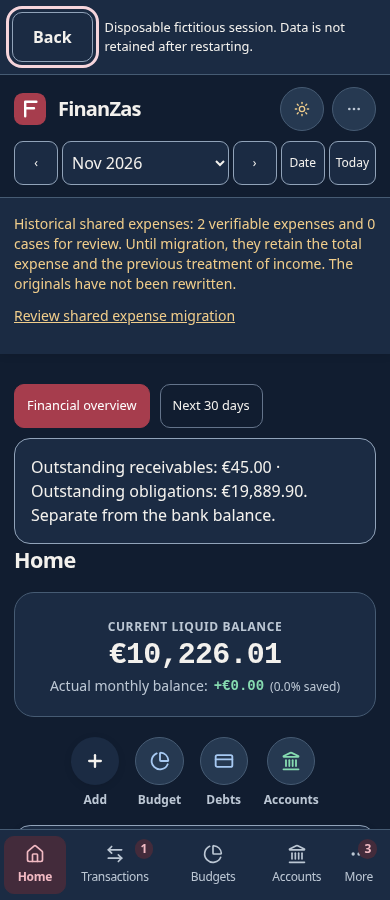 Back
Disposable fictitious session. Data is not
retained after restarting.
FinanZas
‹
Nov 2026
›
Date
Today
Historical shared expenses: 2 verifiable expenses and 0
cases for review. Until migration, they retain the total
expense and the previous treatment of income. The
originals have not been rewritten.
Review shared expense migration
Financial overview
Next 30 days
Outstanding receivables: €45.00 ·
Outstanding obligations: €19,889.90.
Separate from the bank balance.
Home
CURRENT LIQUID BALANCE
€10,226.01
Actual monthly balance: +€0.00 (0.0% saved)
Add
Budget
Debts
Accounts
Home
1
Transactions
Budgets
Accounts
3
More